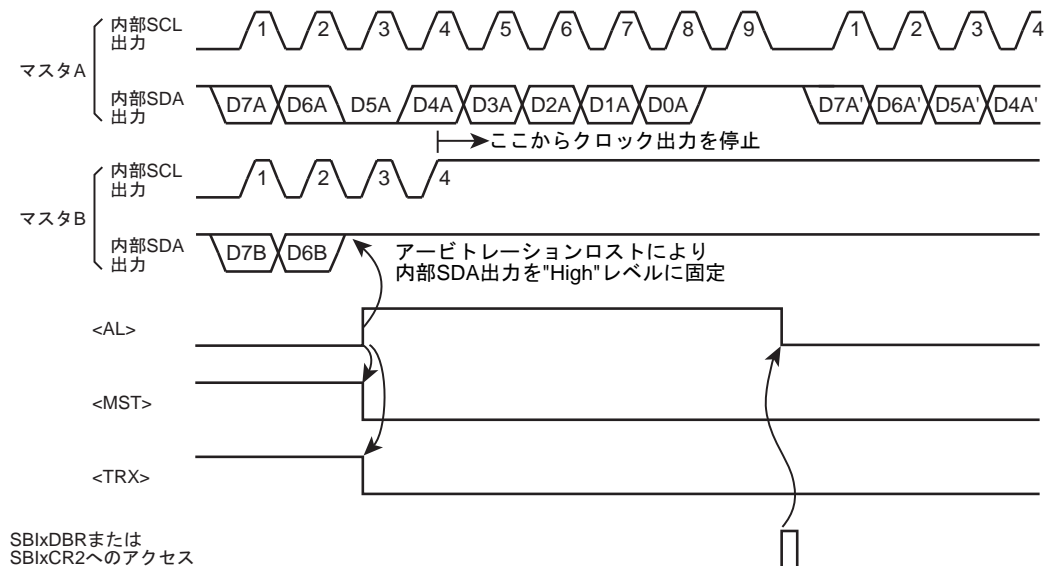 マスタA
内部SCL
出力
1 2 3 4 5 6 7 8 9 1 2 3 4
内部SDA
出力
D7A D6A D5A D4A D3A D2A D1A D0A D7A' D6A' D5A' D4A'
ここからクロック出力を停止
マスタB
内部SCL
出力
1 2 3 4
内部SDA
出力
D7B D6B
アービトレーションロストにより
内部SDA出力を"High"レベルに固定
<AL>
<MST>
<TRX>
SBIxDBRまたは
SBIxCR2へのアクセス